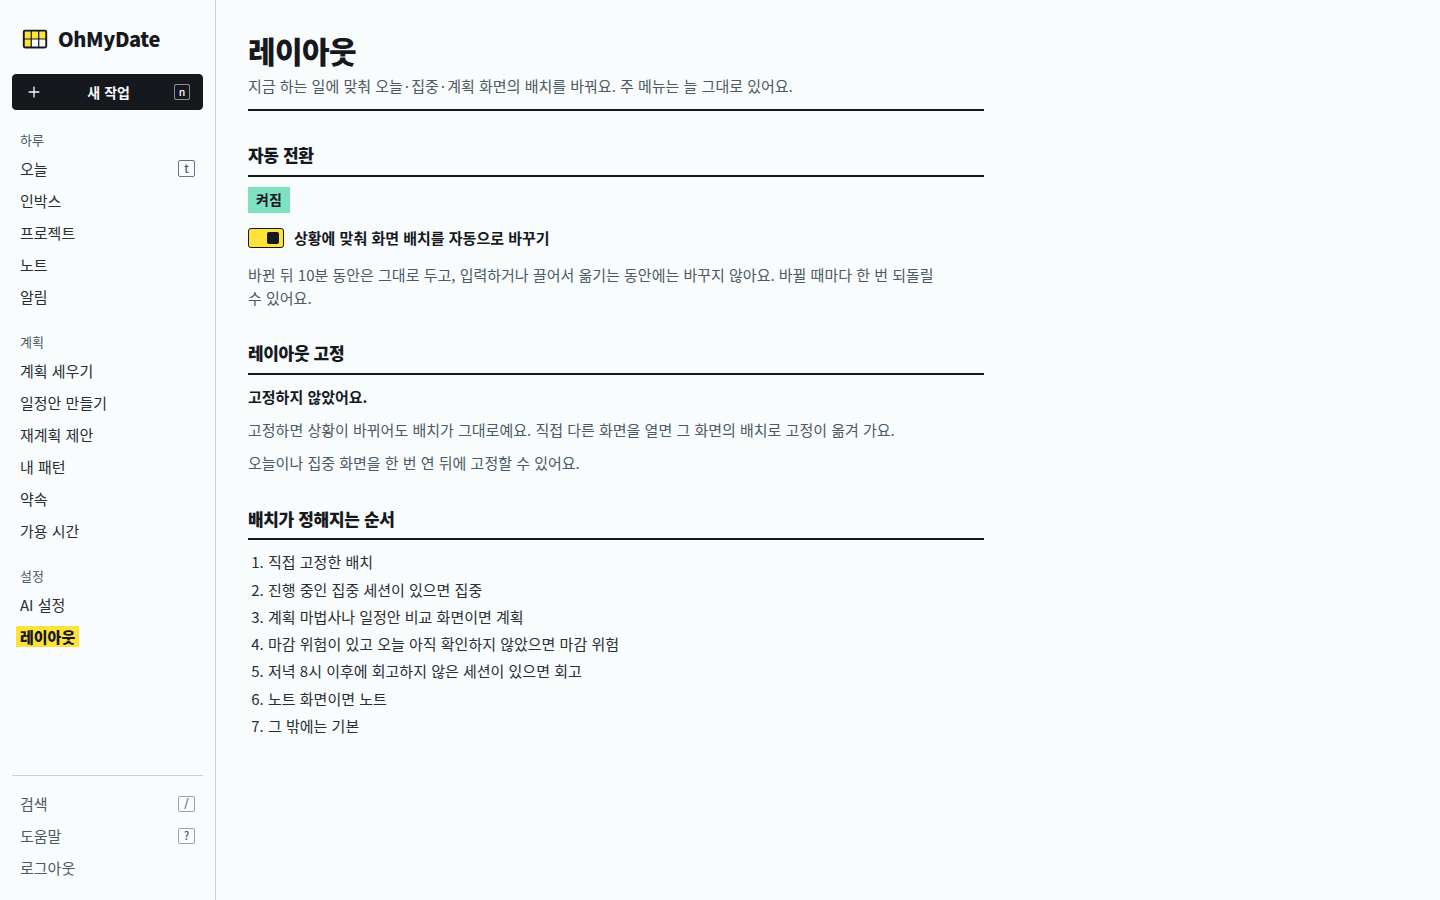 OhMyDate
새 작업
n
하루
오늘
t
인박스
프로젝트
노트
알림
계획
계획 세우기
일정안 만들기
재계획 제안
내 패턴
약속
가용 시간
설정
AI 설정
레이아웃
검색
/
도움말
?
로그아웃
레이아웃
지금 하는 일에 맞춰 오늘·집중·계획 화면의 배치를 바꿔요. 주 메뉴는 늘 그대로 있어요.
자동 전환
켜짐
상황에 맞춰 화면 배치를 자동으로 바꾸기
바뀐 뒤 10분 동안은 그대로 두고, 입력하거나 끌어서 옮기는 동안에는 바꾸지 않아요. 바뀔 때마다 한 번 되돌릴
수 있어요.
레이아웃 고정
고정하지 않았어요.
고정하면 상황이 바뀌어도 배치가 그대로예요. 직접 다른 화면을 열면 그 화면의 배치로 고정이 옮겨 가요.
오늘이나 집중 화면을 한 번 연 뒤에 고정할 수 있어요.
배치가 정해지는 순서
1. 직접 고정한 배치
2. 진행 중인 집중 세션이 있으면 집중
3. 계획 마법사나 일정안 비교 화면이면 계획
4. 마감 위험이 있고 오늘 아직 확인하지 않았으면 마감 위험
5. 저녁 8시 이후에 회고하지 않은 세션이 있으면 회고
6. 노트 화면이면 노트
7. 그 밖에는 기본